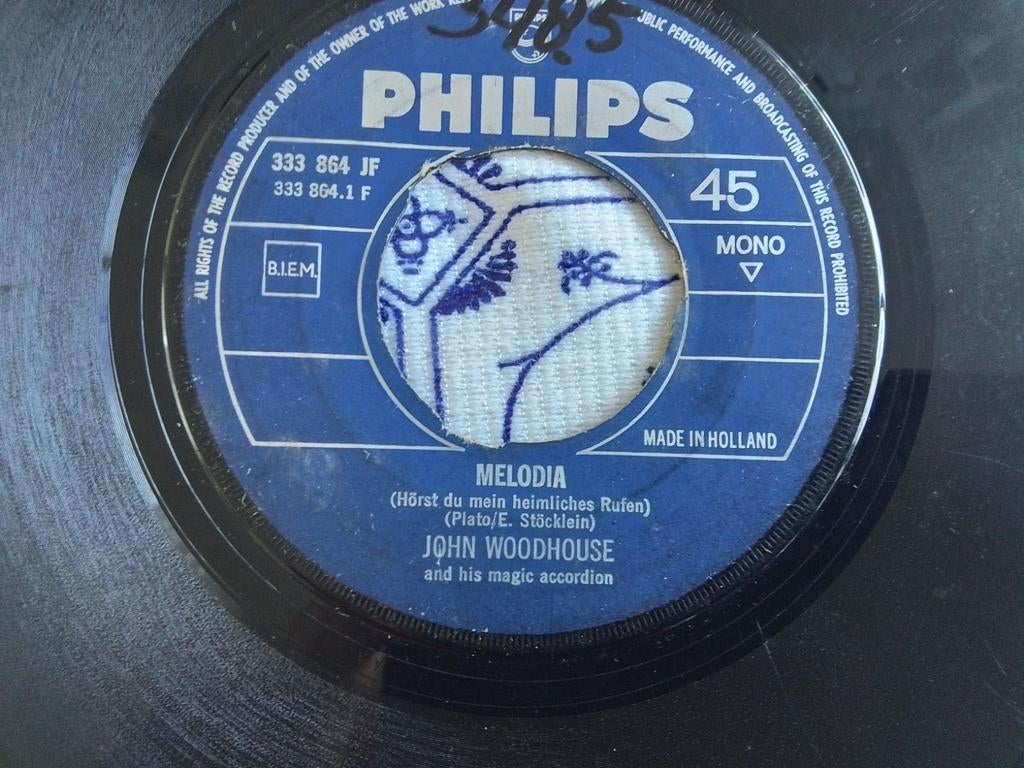 3485
ALL RIGHTS OF THE RECORD PRODUCER AND OF THE OWNER OF THE WORK
PUBLIC PERFORMANCE AND BROADCASTING OF THIS RECORD PROHIBITED
PHILIPS
333 864 JF
333 864.1 F
45
B.I.E.M.
MONO
MADE IN HOLLAND
MELODIA
(Hörst du mein heimliches Rufen)
(Plato/E. Stöcklein)
JOHN WOODHOUSE
and his magic accordion